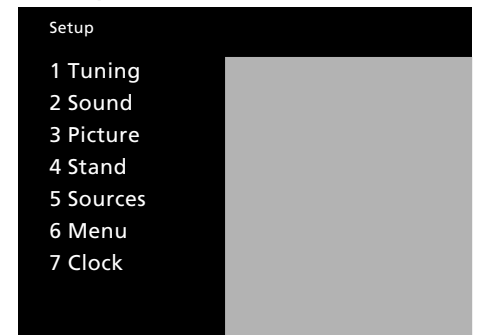 Setup
1 Tuning
2 Sound
3 Picture
4 Stand
5 Sources
6 Menu
7 Clock